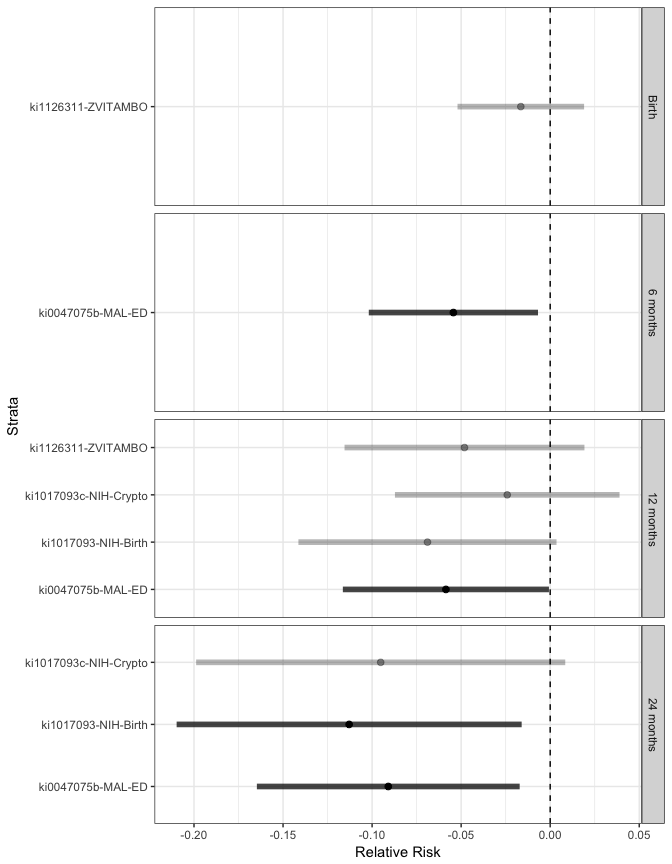 ki1126311-ZVITAMBO
Birth
ki0047075b-MAL-ED
6 months
Strata
ki1126311-ZVITAMBO
ki1017093c-NIH-Crypto
ki1017093-NIH-Birth
ki0047075b-MAL-ED
12 months
ki1017093c-NIH-Crypto
ki1017093-NIH-Birth
ki0047075b-MAL-ED
24 months
-0.20 -0.15 -0.10 -0.05 0.00 0.05
Relative Risk